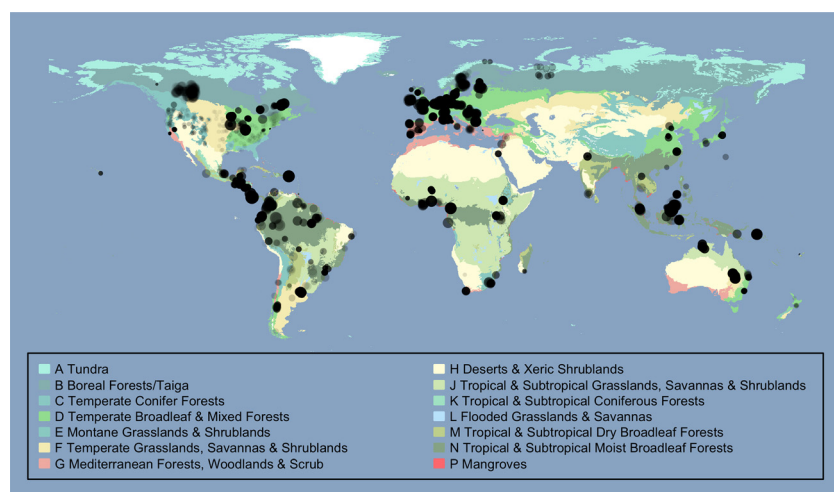 A Tundra
B Boreal Forests/Taiga
C Temperate Conifer Forests
D Temperate Broadleaf & Mixed Forests
E Montane Grasslands & Shrublands
F Temperate Grasslands, Savannas & Shrublands
G Mediterranean Forests, Woodlands & Scrub
H Deserts & Xeric Shrublands
J Tropical & Subtropical Grasslands, Savannas & Shrublands
K Tropical & Subtropical Coniferous Forests
L Flooded Grasslands & Savannas
M Tropical & Subtropical Dry Broadleaf Forests
N Tropical & Subtropical Moist Broadleaf Forests
P Mangroves